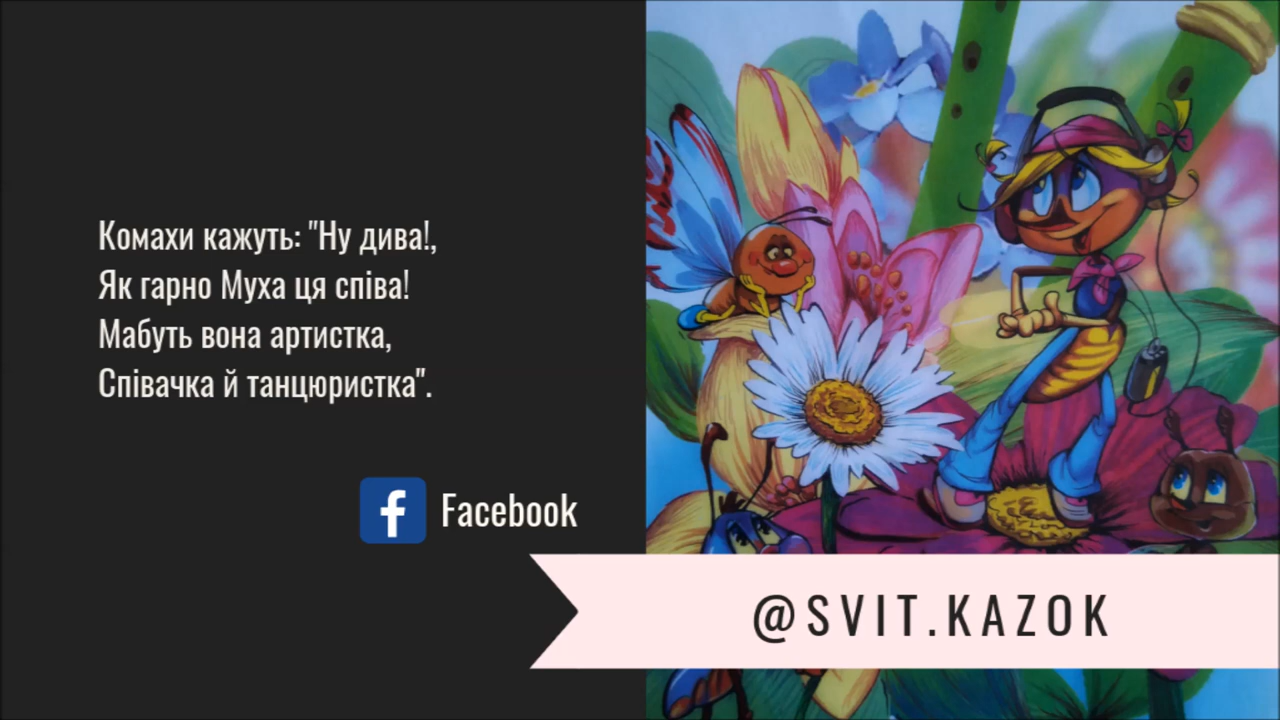 Комахи кажуть: "Ну дива!,
Як гарно Муха ця співа!
Мабуть вона артистка,
Співачка й танцюристка".
Facebook
@SVIT.KAZOK